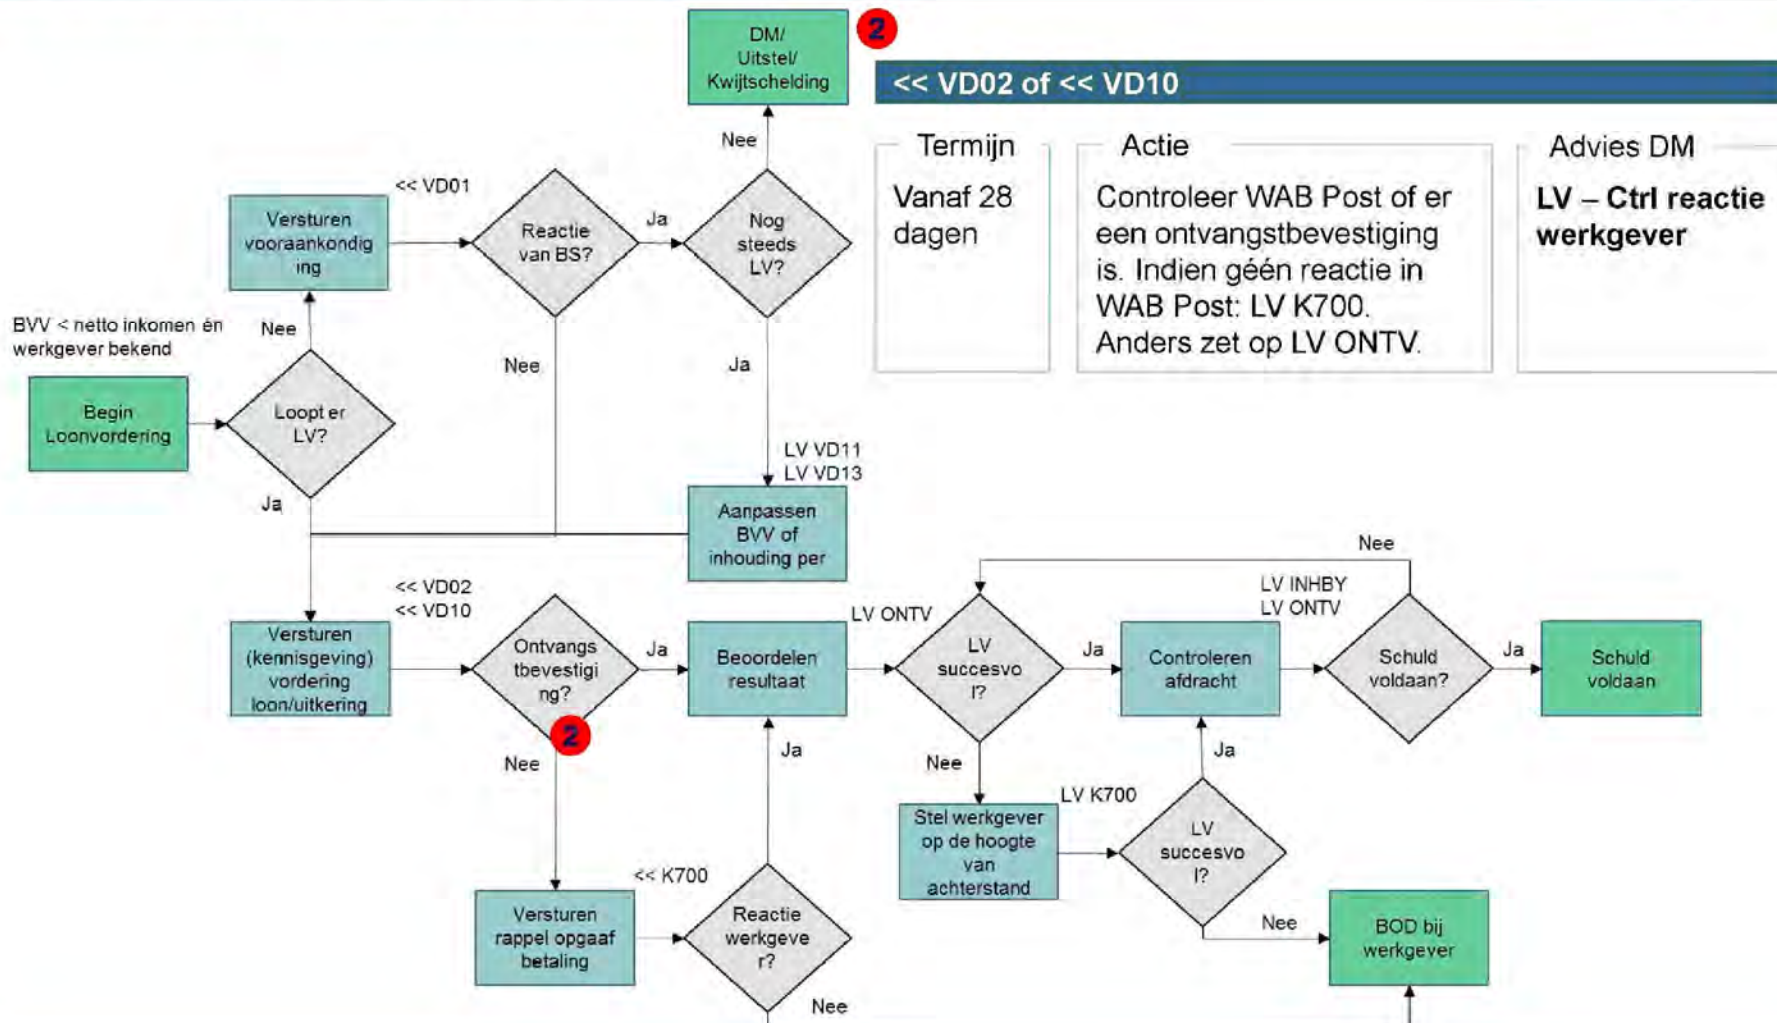 DM/
Uitstel/
Kwijtschelding
2
<< VD02 of << VD10
Termijn
Vanaf 28
dagen
Actie
Controleer WAB Post of er
een ontvangstbevestiging
is. Indien géén reactie in
WAB Post: LV K700.
Anders zet op LV ONTV.
Advies DM
LV – Ctrl reactie
werkgever
Nee
Versturen
vooraankondig
ing
<< VD01
Reactie
van BS?
Ja
Nog
steeds
LV?
BVV < netto inkomen én
werkgever bekend
Nee
Nee
Ja
Begin
Loonvordering
Loopt er
LV?
Ja
LV VD11
LV VD13
Aanpassen
BVV of
inhouding per
Nee
<< VD02
<< VD10
Versturen
(kennisgeving)
vordering
loon/uitkering
Ontvangs
tbevestigi
ng?
2
Ja
Beoordelen
resultaat
LV ONTV
LV
succesvo
l?
Ja
Controleren
afdracht
LV INHBY
LV ONTV
Schuld
voldaan?
Ja
Schuld
voldaan
Nee
Ja
Nee
Ja
Stel werkgever
op de hoogte
van
achterstand
LV K700
LV
succesvo
l?
Nee
BOD bij
werkgever
Versturen
rappel opgaaf
betaling
<< K700
Reactie
werkgeve
r?
Nee